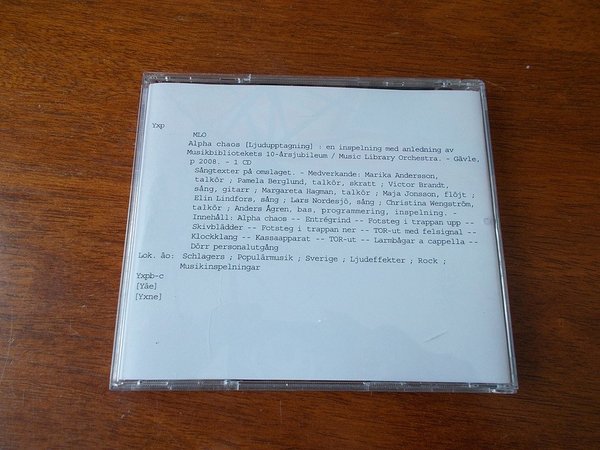 Yxp
MLO
Alpha chaos [Ljudupptagning] : en inspelning med anledning av
Musikbibliotekets 10-årsjubileum / Music Library Orchestra. - Gävle,
p 2008. - 1 CD
Sångtexter på omslaget. - Medverkande: Marika Andersson,
talkör ; Pamela Berglund, talkör, skratt ; Victor Brandt,
sång, gitarr ; Margareta Hagman, talkör ; Maja Jonsson, flöjt ;
Elin Lindfors, sång ; Lars Nordesjö, sång ; Christina Wengström,
talkör ; Anders Ågren, bas, programmering, inspelning. -
Innehåll: Alpha chaos -- Entrégrind -- Fotsteg i trappan upp --
Skivblädder -- Fotsteg i trappan ner -- TOR-ut med felsignal --
Klockklang -- Kassaapparat -- TOR-ut -- Larmbågar a cappella --
Dörr personalutgång
Lok. äo: Schlagers ; Populärmusik ; Sverige ; Ljudeffekter ; Rock ;
Musikinspelningar
Yxpb-c
[Yäe]
[Yxne]